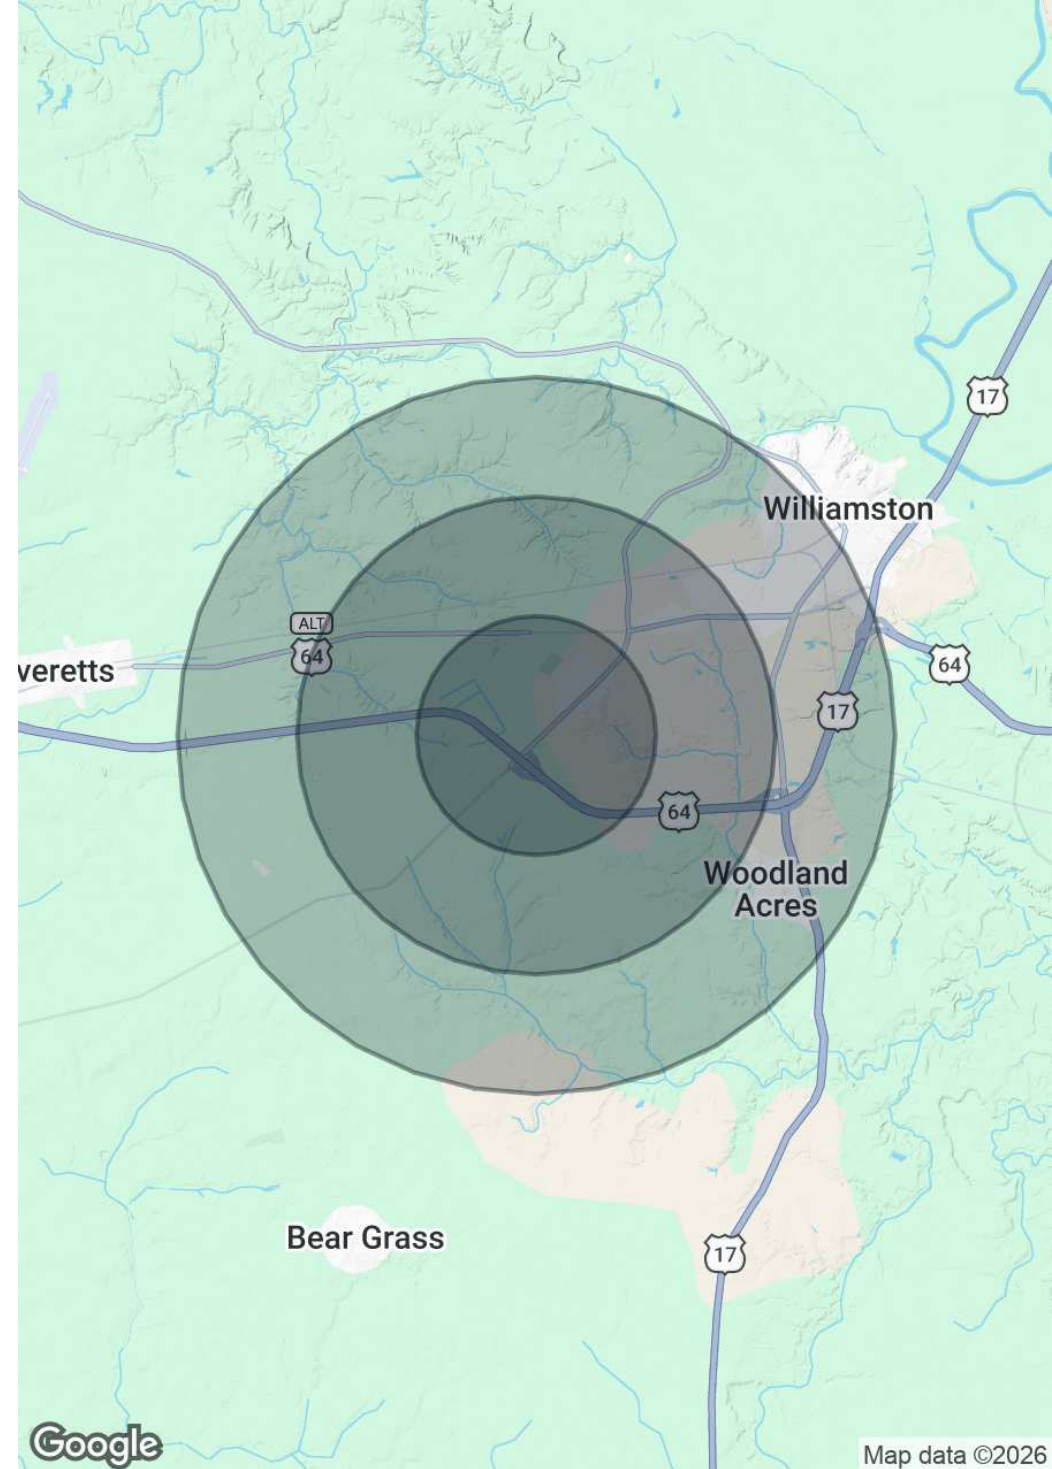 17
Williamston
ALT
64
veretts
64
17
64
Woodland
Acres
Bear Grass
17
Google
Map data ©2026